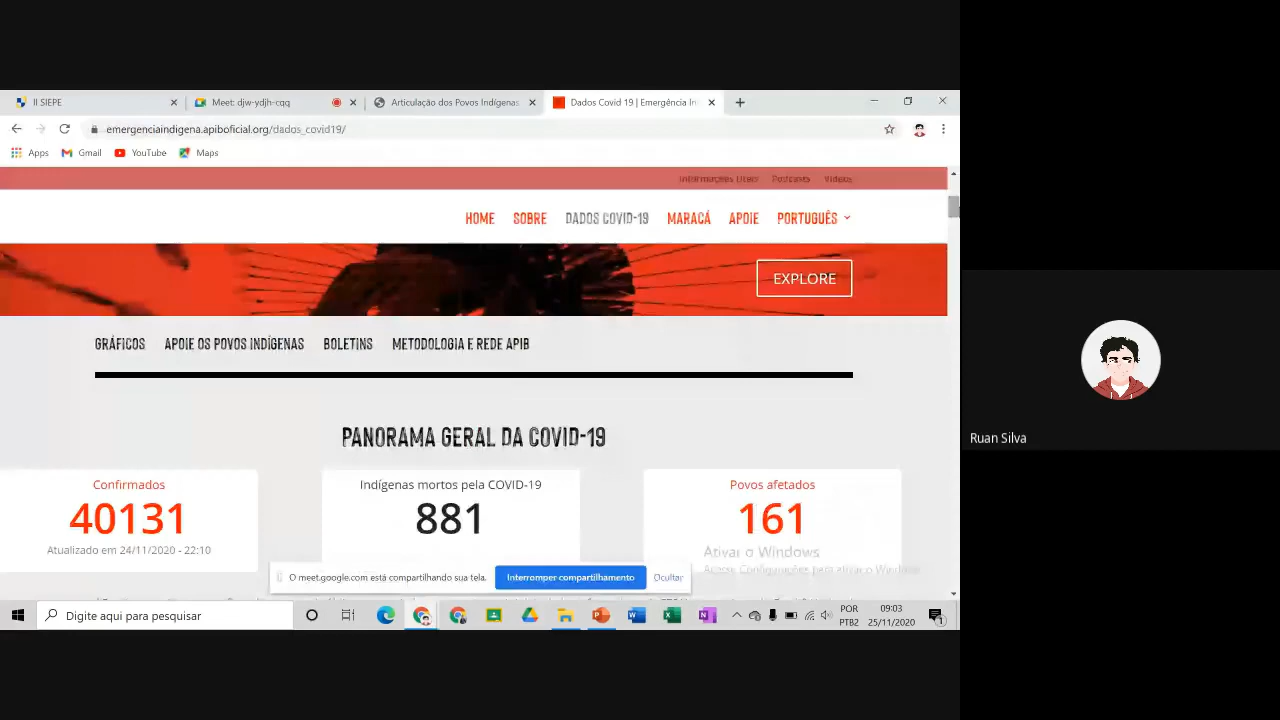 II SIEPE
Meet: djw-ydjh-cqq
Articulação dos Povos Indígenas
Dados Covid 19 | Emergência In
emergenciaindigena.apiboficial.org/dados_covid19/
Apps Gmail YouTube Maps
Informações Úteis Podcasts Vídeos
HOME SOBRE DADOS COVID-19 MARACÁ APOIE PORTUGUÊS
EXPLORE
GRÁFICOS APOIE OS POVOS INDÍGENAS BOLETINS METODOLOGIA E REDE APIB
PANORAMA GERAL DA COVID-19
Confirmados
40131
Atualizado em 24/11/2020 - 22:10
Indígenas mortos pela COVID-19
881
Povos afetados
161
Ativar o Windows
Acesse Configurações para ativar o Windows
O meet.google.com está compartilhando sua tela.
Interromper compartilhamento
Ocultar
Digite aqui para pesquisar
POR
PTB2
09:03
25/11/2020
1
Ruan Silva